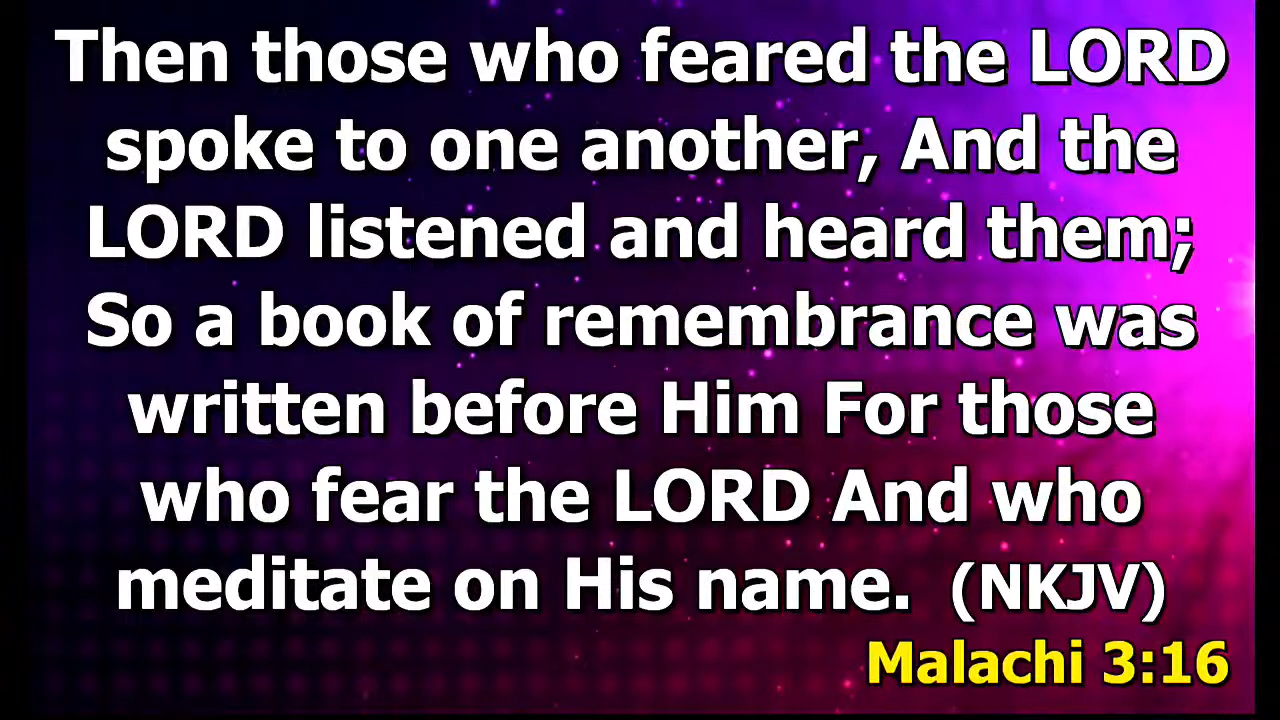 Then those who feared the LORD
spoke to one another, And the
LORD listened and heard them;
So a book of remembrance was
written before Him For those
who fear the LORD And who
meditate on His name.  (NKJV)
Malachi 3:16